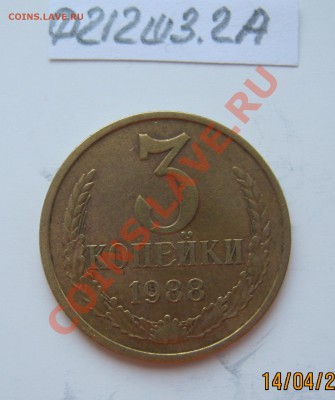 COINS.LAVE.RU
Ф212ш3.2А
3
КОПЕЙКИ
1988
COINS.LAVE.RU
14/04/2